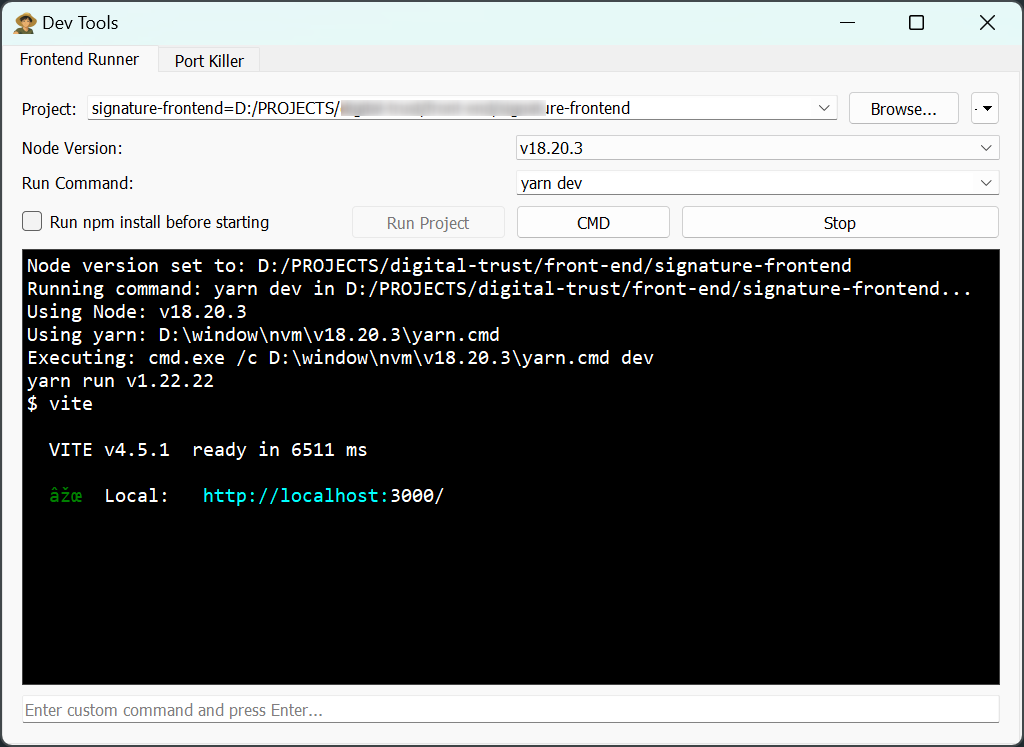 Dev Tools
Frontend Runner
Port Killer
Project:
signature-frontend=D:/PROJECTS/ ure-frontend
Browse...
Node Version:
v18.20.3
Run Command:
yarn dev
Run npm install before starting
Run Project
CMD
Stop
Node version set to: D:/PROJECTS/digital-trust/front-end/signature-frontend
Running command: yarn dev in D:/PROJECTS/digital-trust/front-end/signature-frontend...
Using Node: v18.20.3
Using yarn: D:\window\nvm\v18.20.3\yarn.cmd
Executing: cmd.exe /c D:\window\nvm\v18.20.3\yarn.cmd dev
yarn run v1.22.22
$ vite
VITE v4.5.1  ready in 6511 ms
âžœ  Local:   http://localhost:3000/
Enter custom command and press Enter...